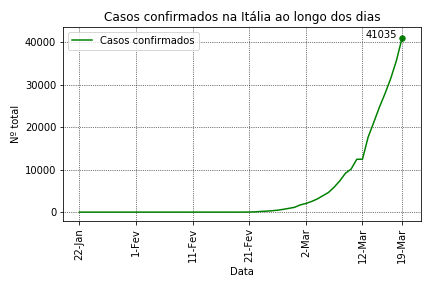 Casos confirmados na Itália ao longo dos dias
41035
Casos confirmados
40000
30000
20000
10000
0
Nº total
22-Jan
1-Fev
11-Fev
21-Fev
2-Mar
12-Mar
19-Mar
Data